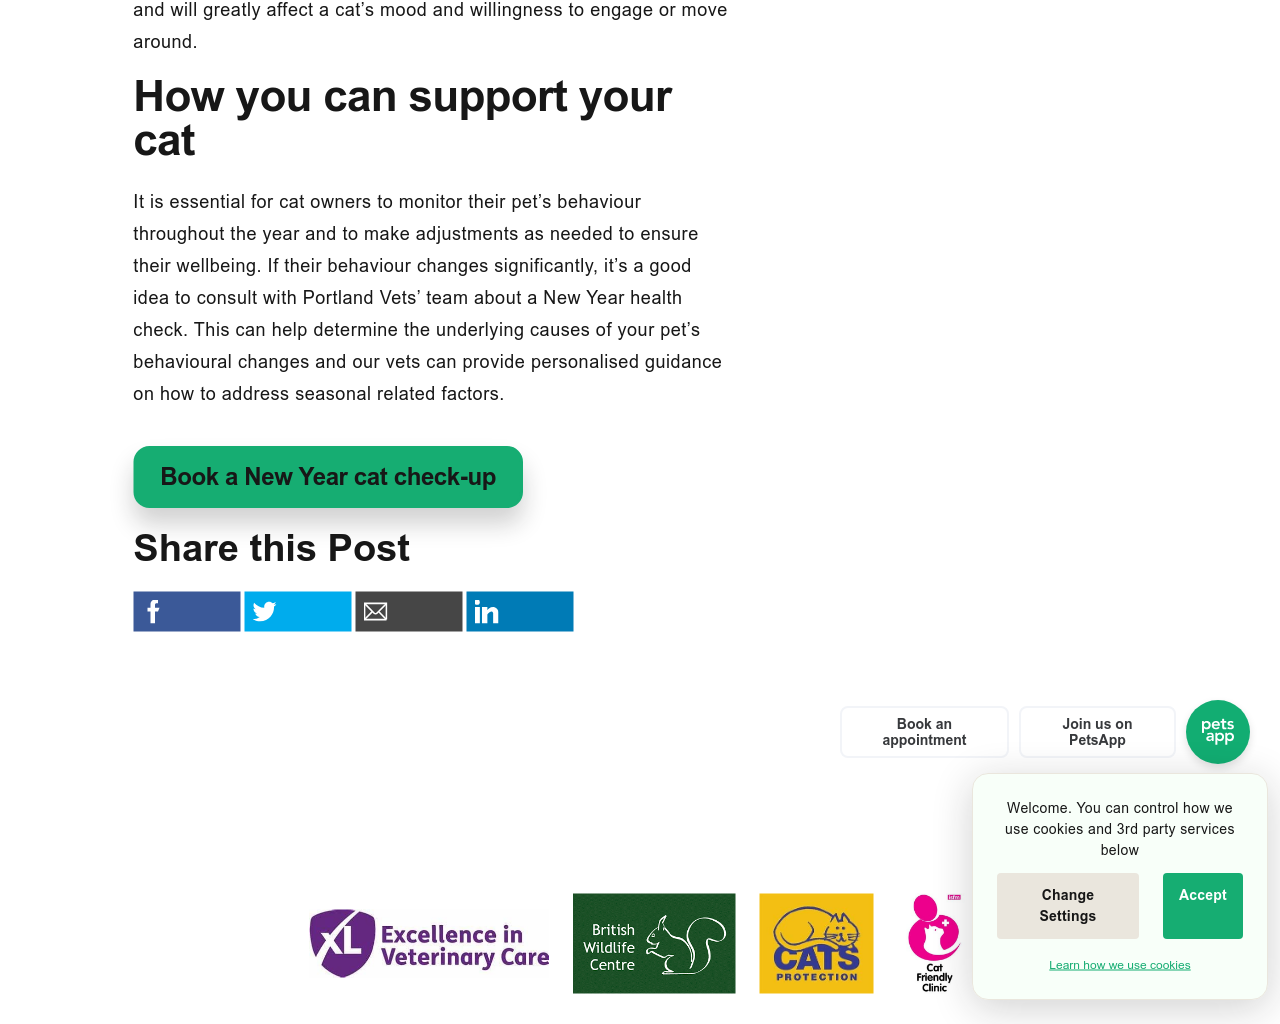 and will greatly affect a cat’s mood and willingness to engage or move
around.
How you can support your
cat
It is essential for cat owners to monitor their pet’s behaviour
throughout the year and to make adjustments as needed to ensure
their wellbeing. If their behaviour changes significantly, it’s a good
idea to consult with Portland Vets’ team about a New Year health
check. This can help determine the underlying causes of your pet’s
behavioural changes and our vets can provide personalised guidance
on how to address seasonal related factors.
Book a New Year cat check-up
Share this Post
Book an
appointment
Join us on
PetsApp
pets
app
Welcome. You can control how we
use cookies and 3rd party services
below
Change
Settings
Accept
Learn how we use cookies
XL Excellence in
Veterinary Care
British
Wildlife
Centre
CATS
PROTECTION
Cat
Friendly
Clinic